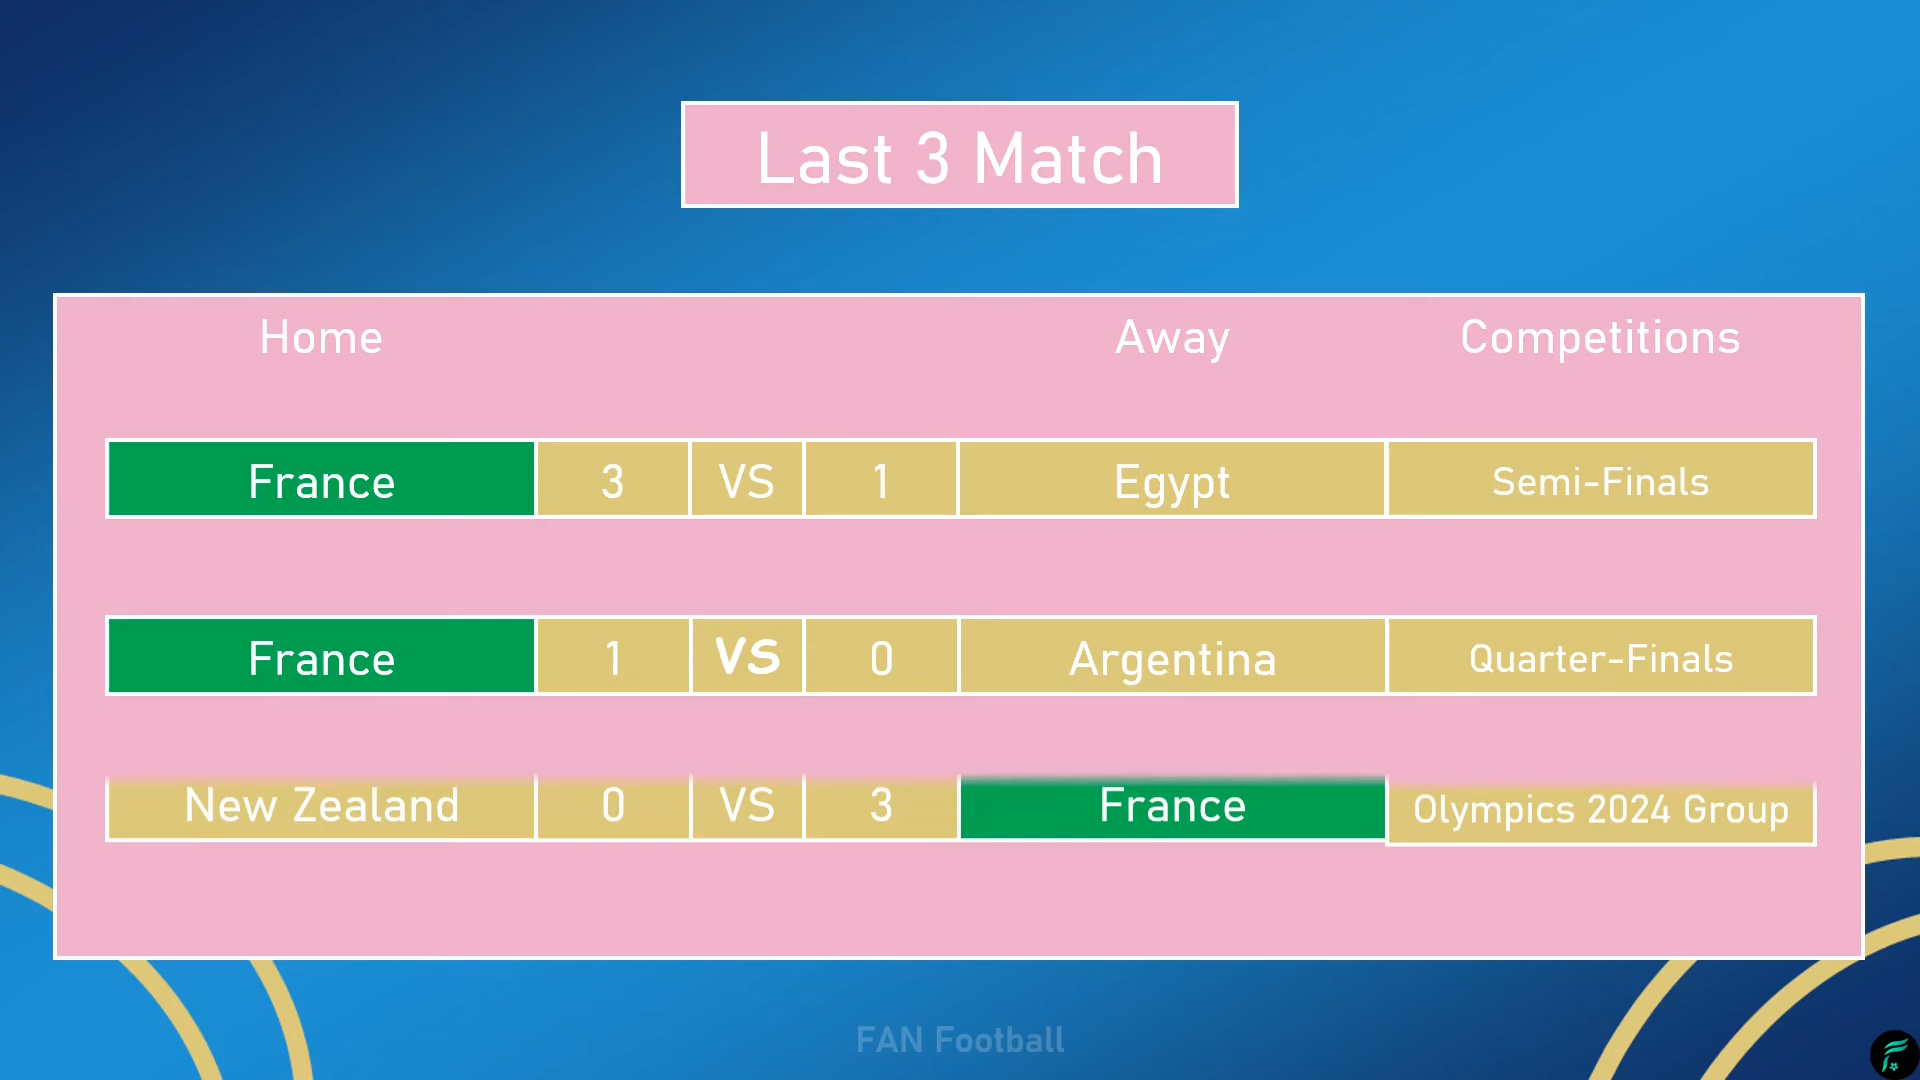 Last 3 Match
Home Away Competitions
France 3 VS 1 Egypt Semi-Finals
France 1 VS 0 Argentina Quarter-Finals
New Zealand 0 VS 3 France Olympics 2024 Group
FAN Football